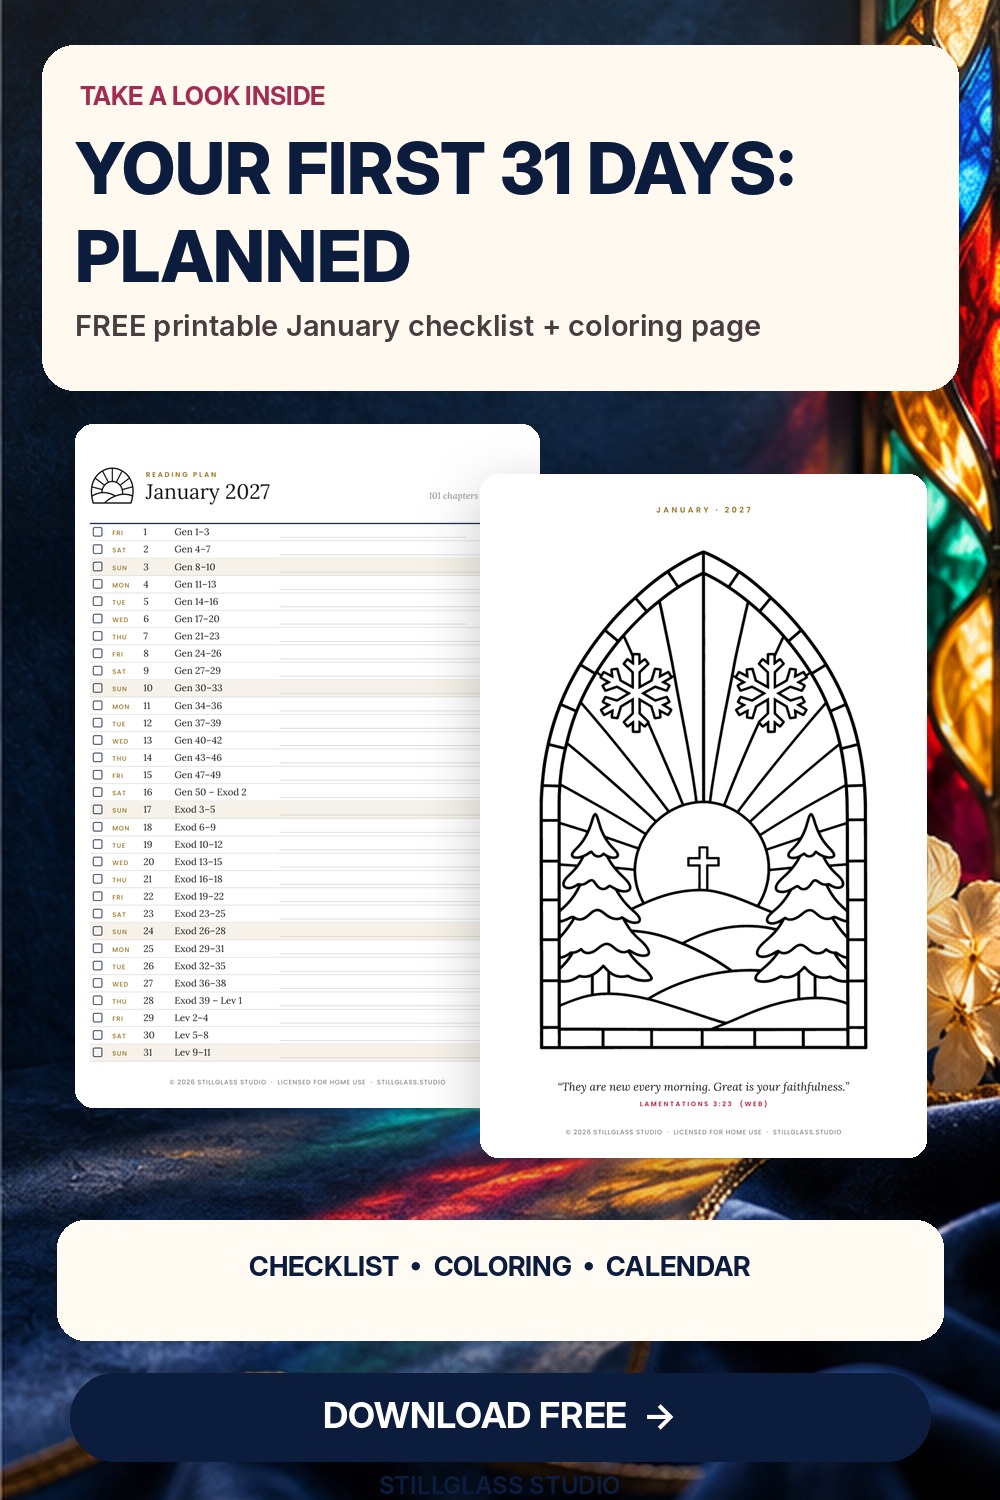 TAKE A LOOK INSIDE
YOUR FIRST 31 DAYS:
PLANNED
FREE printable January checklist + coloring page
READING PLAN
January 2027
101 chapters
FRI 1 Gen 1–3
SAT 2 Gen 4–7
SUN 3 Gen 8–10
MON 4 Gen 11–13
TUE 5 Gen 14–16
WED 6 Gen 17–20
THU 7 Gen 21–23
FRI 8 Gen 24–26
SAT 9 Gen 27–29
SUN 10 Gen 30–33
MON 11 Gen 34–36
TUE 12 Gen 37–39
WED 13 Gen 40–42
THU 14 Gen 43–46
FRI 15 Gen 47–49
SAT 16 Gen 50 – Exod 2
SUN 17 Exod 3–5
MON 18 Exod 6–9
TUE 19 Exod 10–12
WED 20 Exod 13–15
THU 21 Exod 16–18
FRI 22 Exod 19–22
SAT 23 Exod 23–25
SUN 24 Exod 26–28
MON 25 Exod 29–31
TUE 26 Exod 32–35
WED 27 Exod 36–38
THU 28 Exod 39 – Lev 1
FRI 29 Lev 2–4
SAT 30 Lev 5–8
SUN 31 Lev 9–11
© 2026 STILLGLASS STUDIO · LICENSED FOR HOME USE · STILLGLASS.STUDIO
JANUARY · 2027
“They are new every morning. Great is your faithfulness.”
LAMENTATIONS 3:23 (WEB)
© 2026 STILLGLASS STUDIO · LICENSED FOR HOME USE · STILLGLASS.STUDIO
CHECKLIST • COLORING • CALENDAR
DOWNLOAD FREE →
STILLGLASS STUDIO